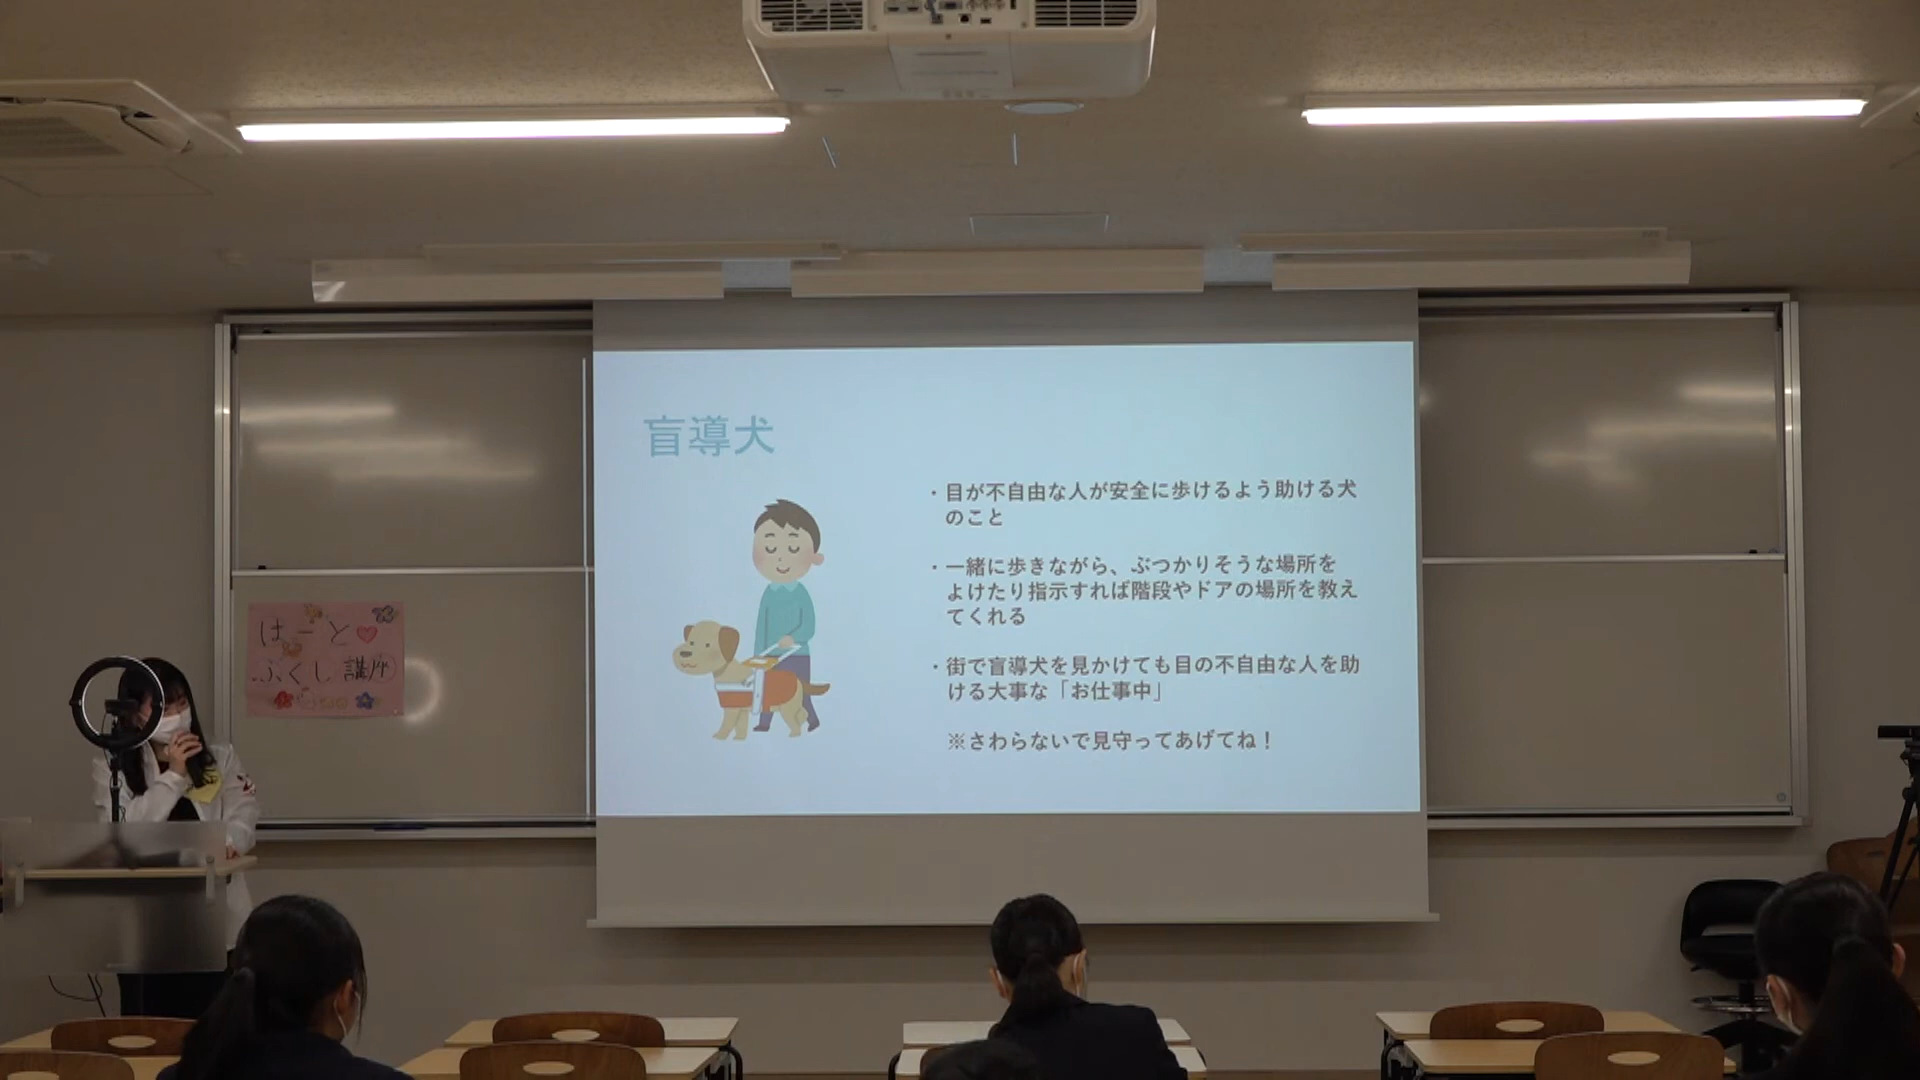 盲導犬
・目が不自由な人が安全に歩けるよう助ける犬
のこと
・一緒に歩きながら、ぶつかりそうな場所を
よけたり指示すれば階段やドアの場所を教え
てくれる
・街で盲導犬を見かけても目の不自由な人を助
ける大事な「お仕事中」
※さわらないで見守ってあげてね！
はーと♥
ふくし講座